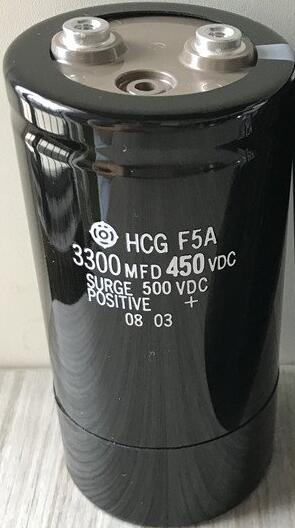 HCG F5A
3300 MFD 450 VDC
SURGE 500 VDC
POSITIVE +
08 03